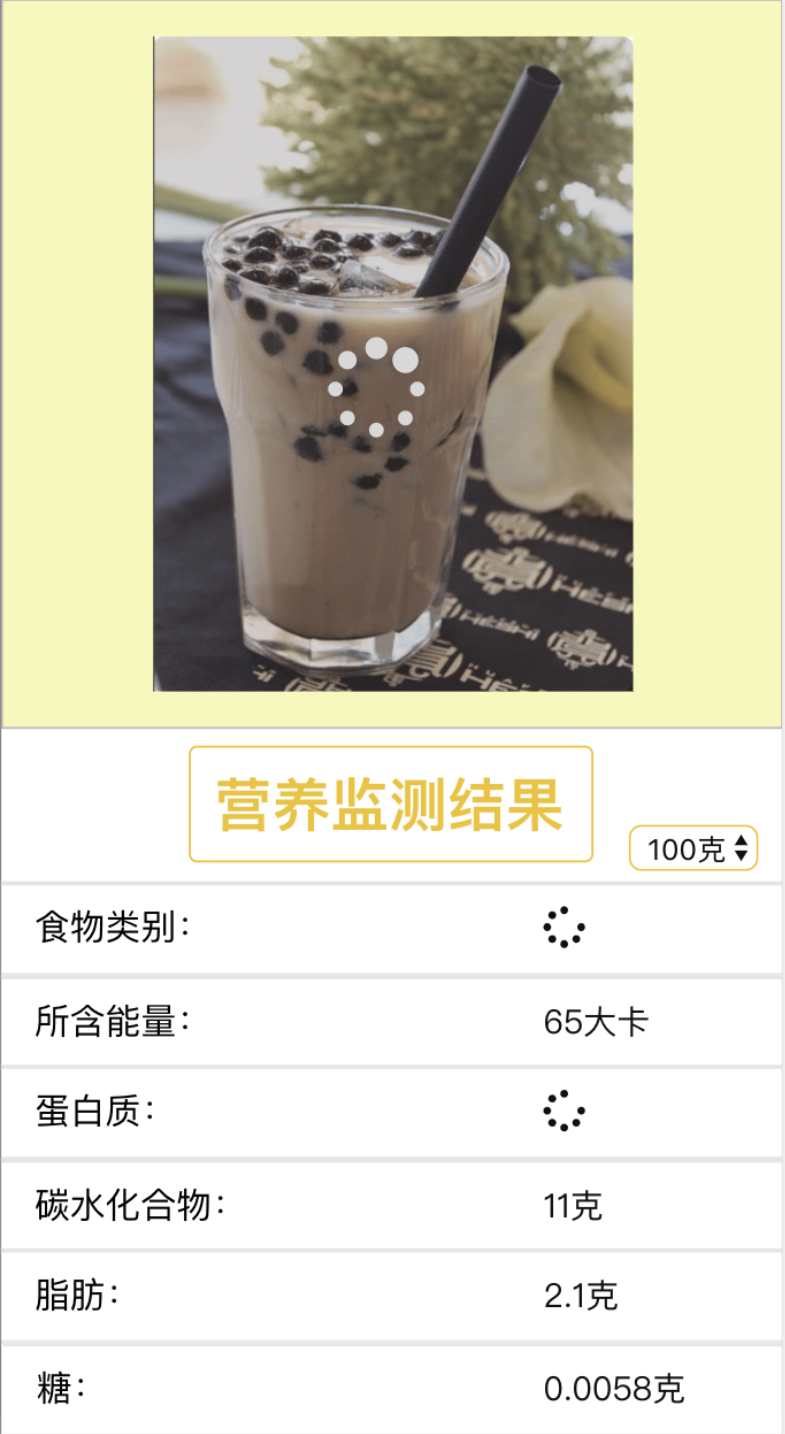 营养监测结果
100克
食物类别:
所含能量: 65大卡
蛋白质:
碳水化合物: 11克
脂肪: 2.1克
糖: 0.0058克